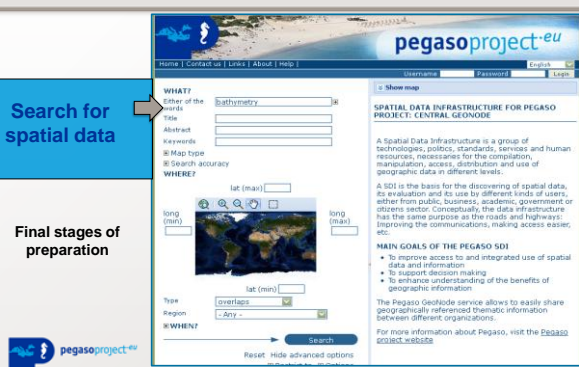 pegasoproject.eu
Home | Contact us | Links | About | Help |
English
Username Password Login
Search for
spatial data
Final stages of
preparation
pegasoproject.eu
WHAT?
Either of the
words
bathymetry
Title
Abstract
Keywords
Map type
Search accuracy
WHERE?
lat (max)
long
(min)
long
(max)
lat (min)
Type overlaps
Region - Any -
WHEN?
Search
Reset Hide advanced options
Restrict to Options
Show map
SPATIAL DATA INFRASTRUCTURE FOR PEGASO
PROJECT: CENTRAL GEONODE
A Spatial Data Infrastructure is a group of
technologies, politics, standards, services and human
resources, necessaries for the compilation,
manipulation, access, distribution and use of
geographic data in different levels.
A SDI is the basis for the discovering of spatial data,
its evaluation and its use by different kinds of users,
either from public, business, academic, government or
citizens sector. Conceptually, the data infrastructure
has the same purpose as the roads and highways:
Improving the communications, making access easier,
etc.
MAIN GOALS OF THE PEGASO SDI
• To improve access to and integrated use of spatial
data and information
• To support decision making
• To enhance understanding of the benefits of
geographic information
The Pegaso GeoNode service allows to easily share
geographically referenced thematic information
between different organizations.
For more information about Pegaso, visit the Pegaso
project website